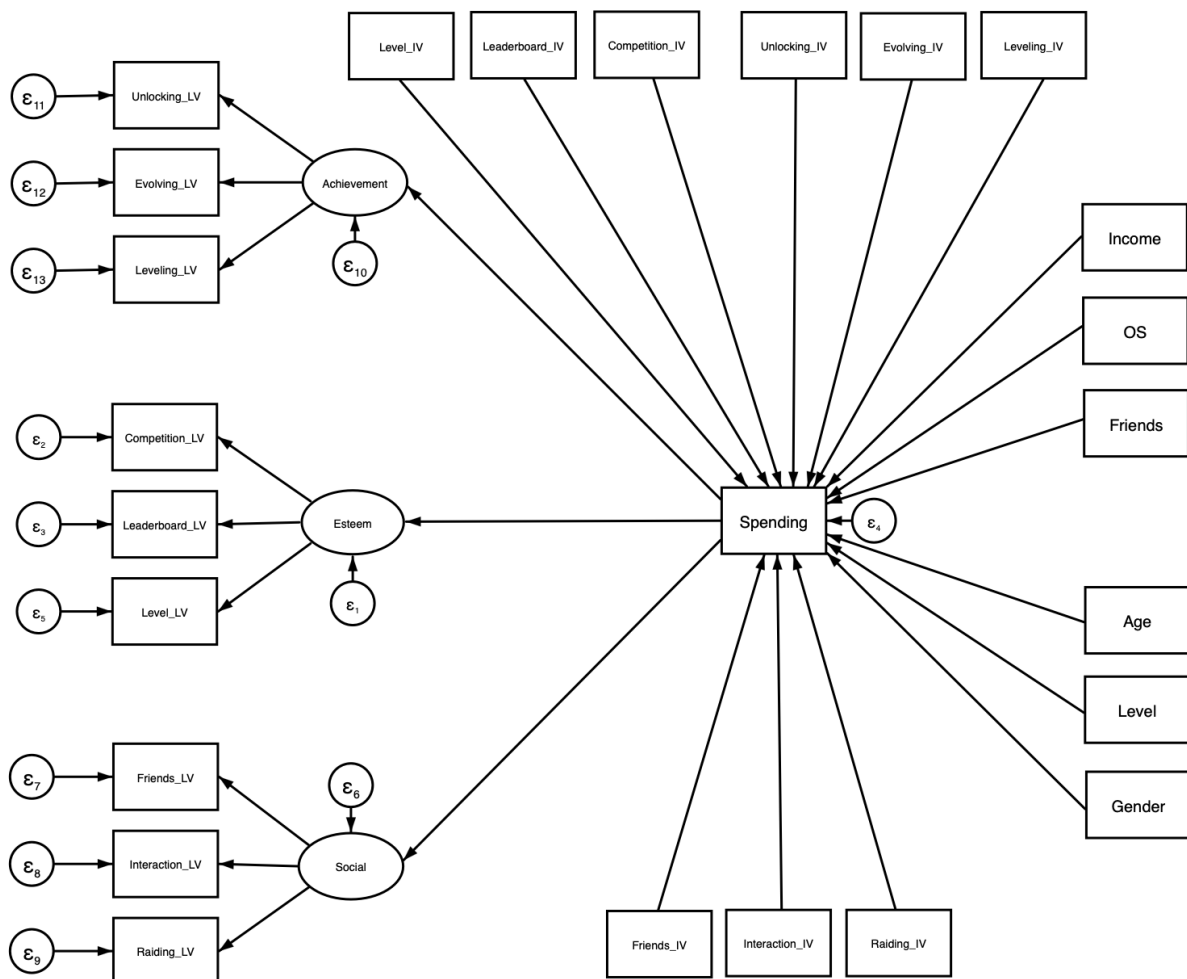 Level_IV
Leaderboard_IV
Competition_IV
Unlocking_IV
Evolving_IV
Leveling_IV
ε11
Unlocking_LV
ε12
Evolving_LV
Achievement
ε13
Leveling_LV
ε10
Income
OS
Friends
ε2
Competition_LV
ε3
Leaderboard_LV
Esteem
Spending
ε4
ε5
Level_LV
ε1
Age
Level
Gender
ε7
Friends_LV
ε6
ε8
Interaction_LV
Social
ε9
Raiding_LV
Friends_IV
Interaction_IV
Raiding_IV